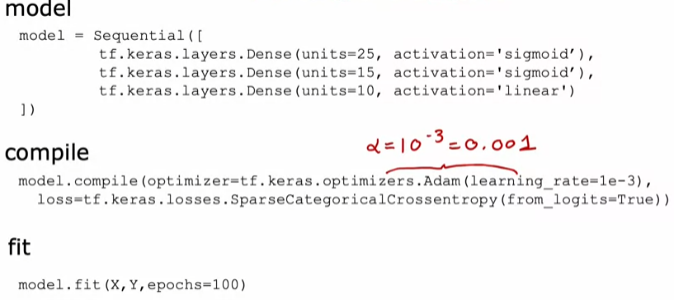 model
model = Sequential([
tf.keras.layers.Dense(units=25, activation='sigmoid'),
tf.keras.layers.Dense(units=15, activation='sigmoid'),
tf.keras.layers.Dense(units=10, activation='linear')
])
α=10⁻³=0.001
compile
model.compile(optimizer=tf.keras.optimizers.Adam(learning_rate=1e-3),
loss=tf.keras.losses.SparseCategoricalCrossentropy(from_logits=True))
fit
model.fit(X,Y,epochs=100)